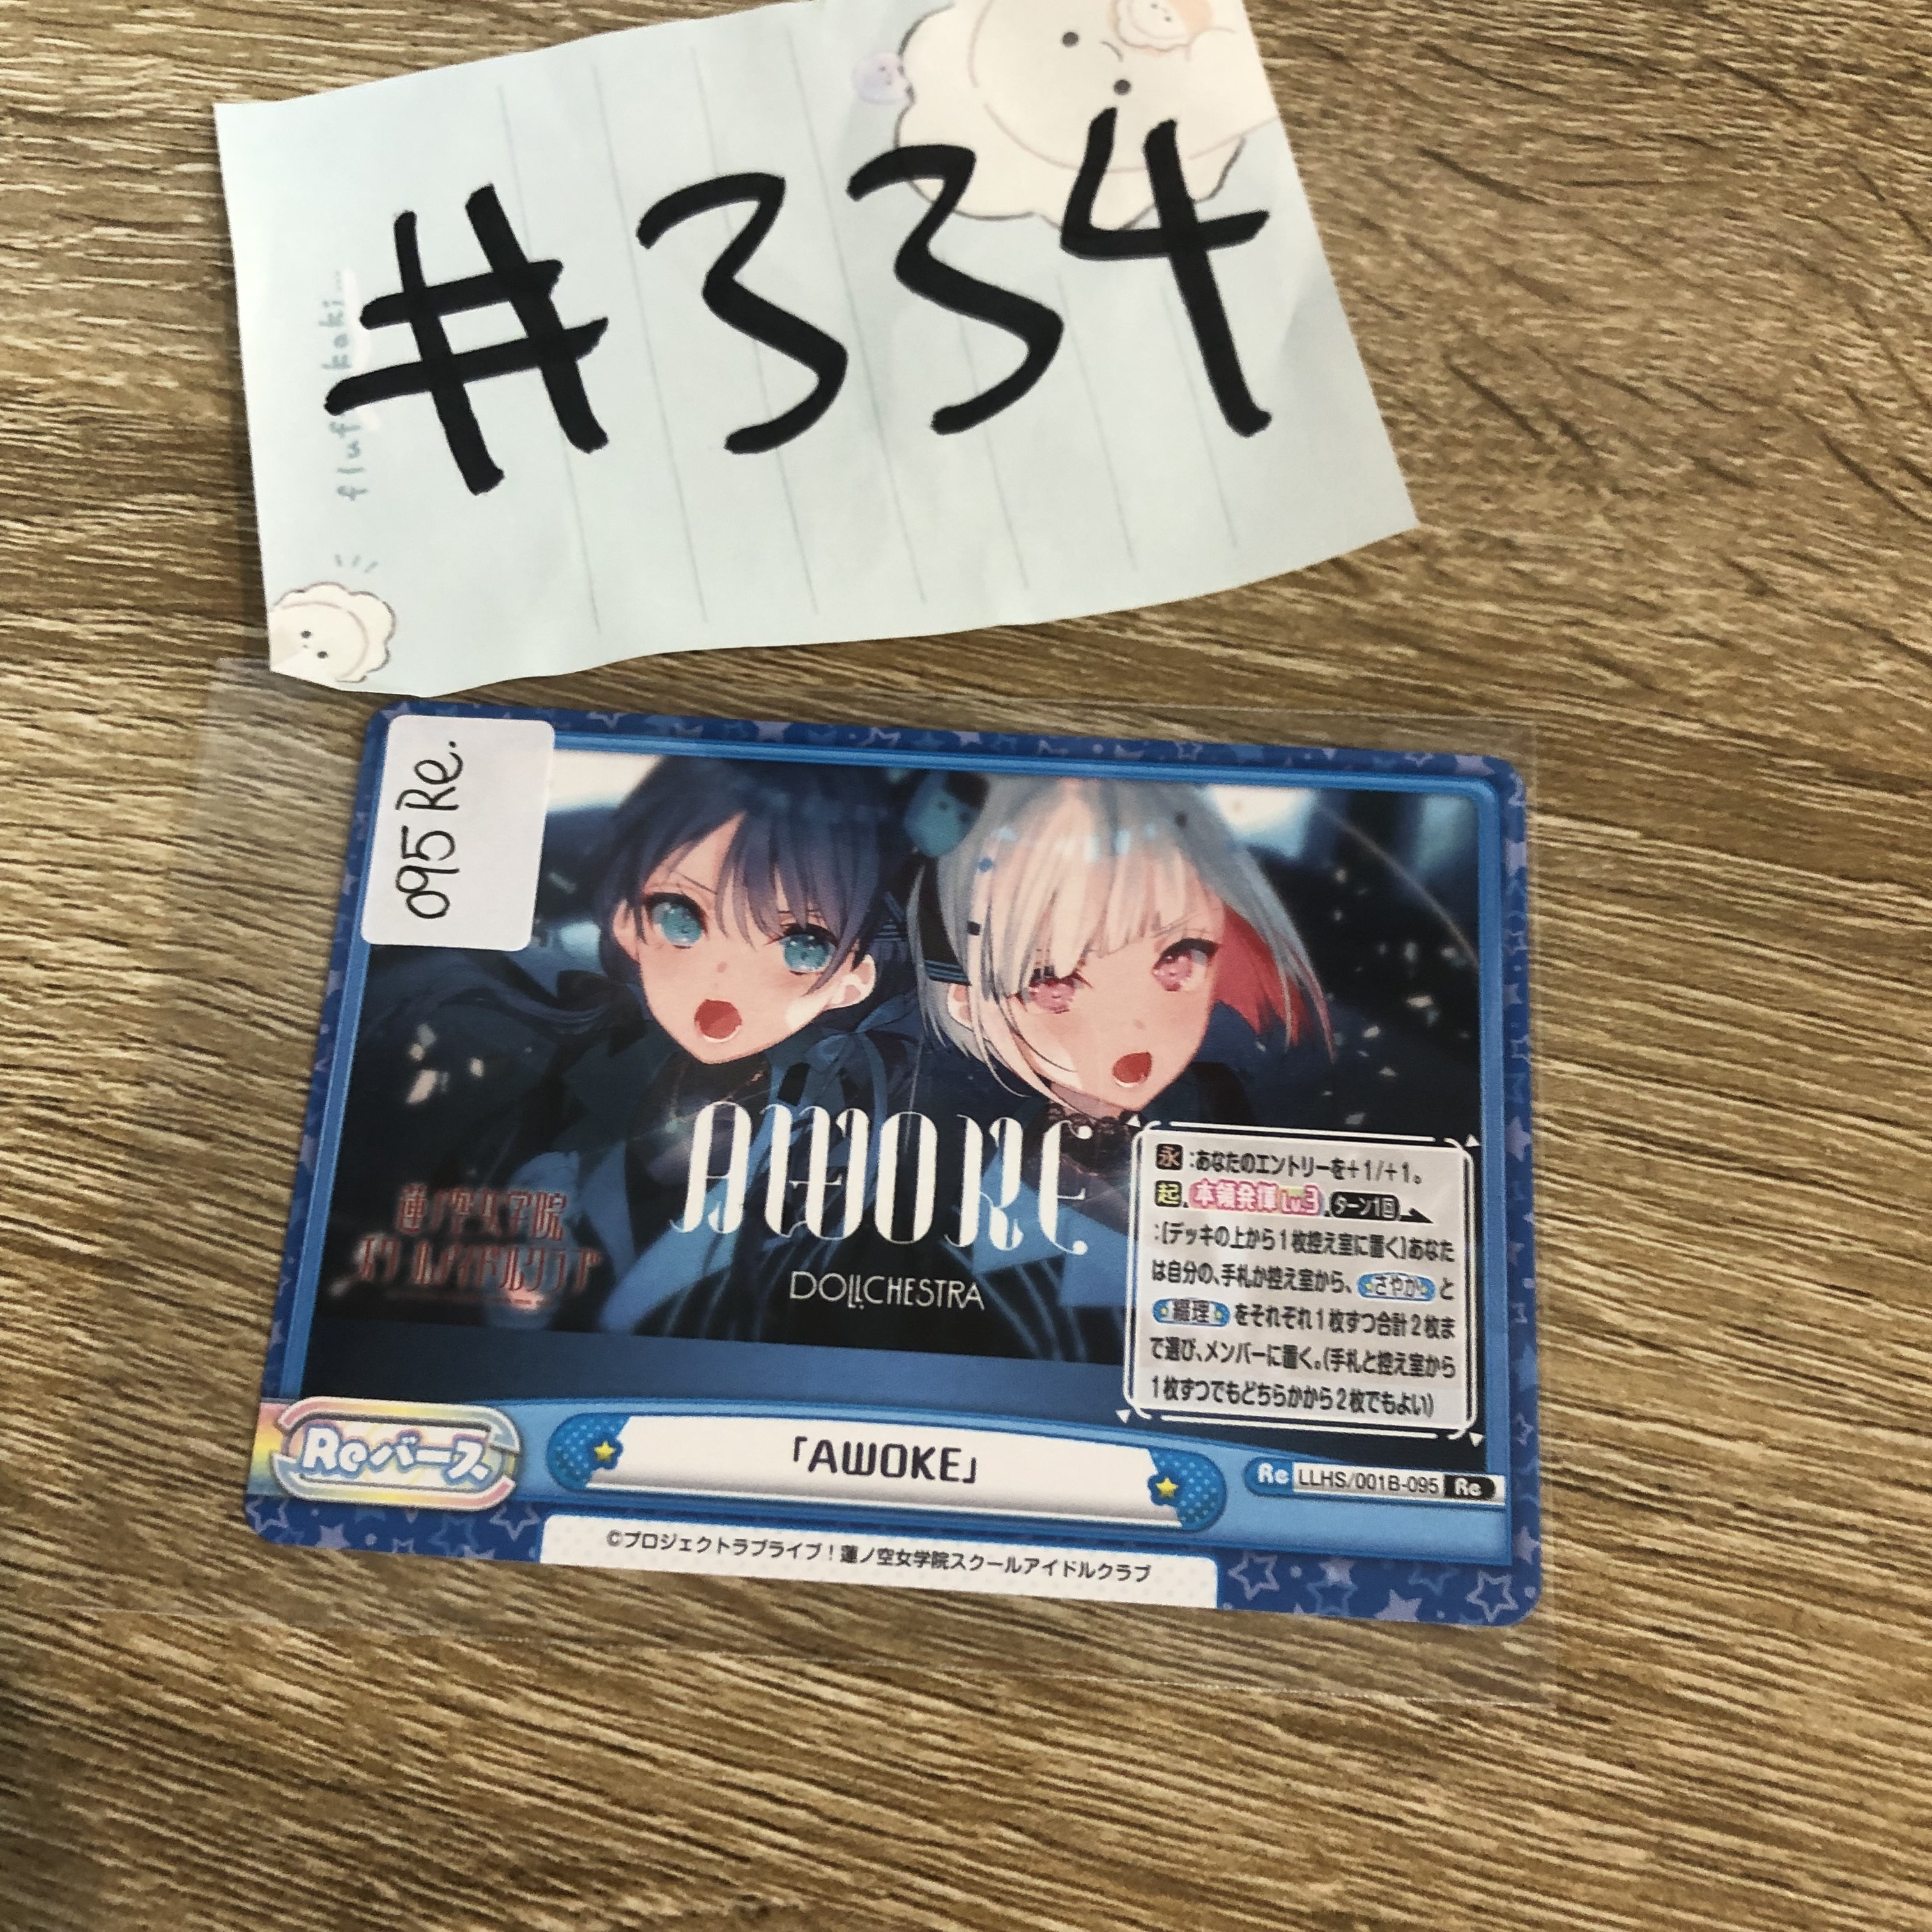 #334
fluffy kaki...
095 Re.
AWOKE
DOLLCHESTRA
蓮ノ空女学院
スクールアイドルクラブ
永:あなたのエントリーを+1/+1。
起 本領発揮Lv.3 ターン1回
:[デッキの上から1枚控え室に置く]あなた
は自分の、手札か控え室から、さやかと
綴理をそれぞれ1枚ずつ合計2枚ま
で選び、メンバーに置く。(手札と控え室から
1枚ずつでもどちらかから2枚でもよい)
Reバース
「AWOKE」
Re LLHS/001B-095 Re
©プロジェクトラブライブ!蓮ノ空女学院スクールアイドルクラブ